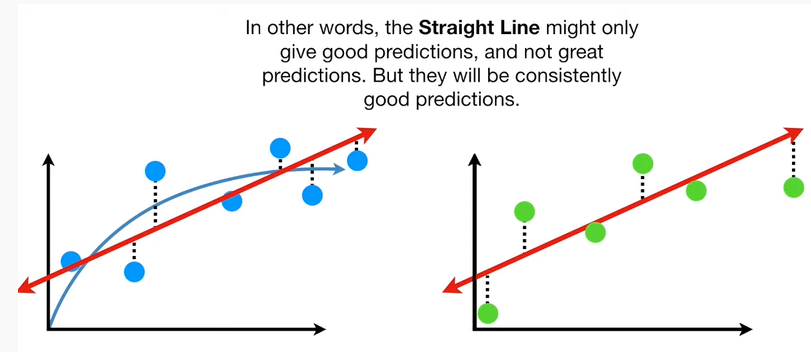 In other words, the Straight Line might only
give good predictions, and not great
predictions. But they will be consistently
good predictions.